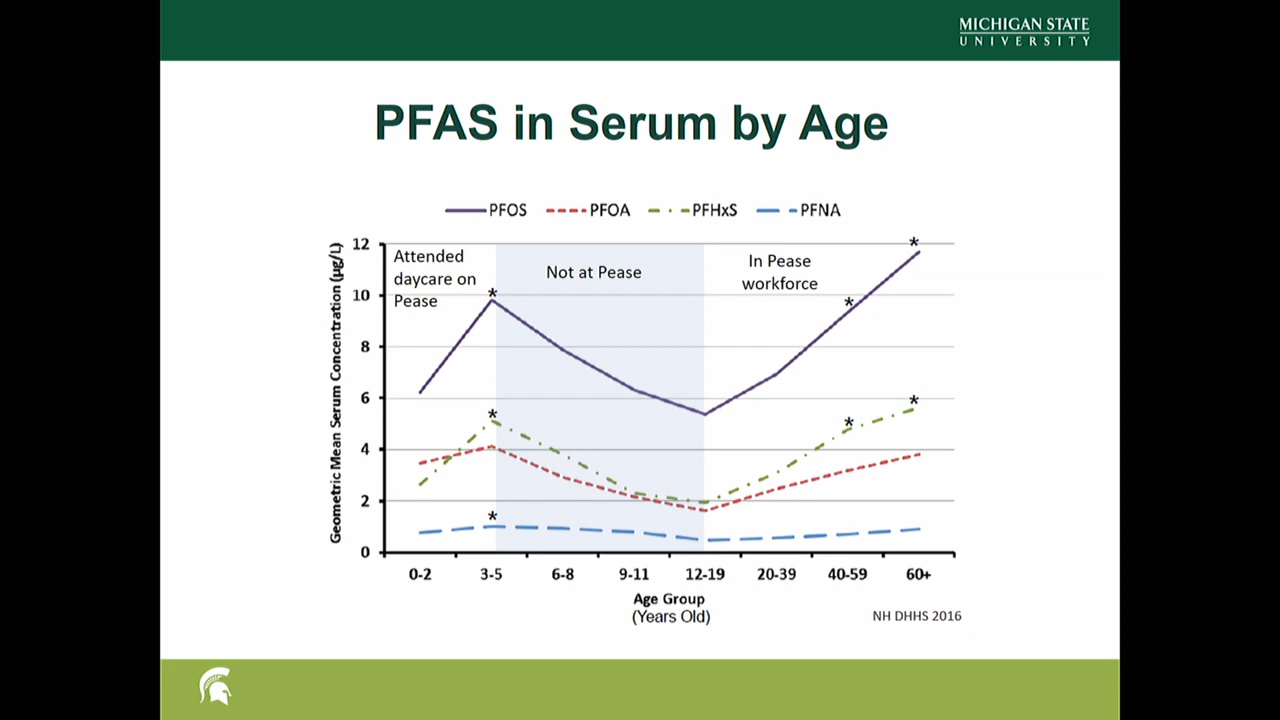 MICHIGAN STATE
UNIVERSITY
PFAS in Serum by Age
PFOS PFOA PFHxS PFNA
Geometric Mean Serum Concentration (µg/L)
12
10
8
6
4
2
0
Attended
daycare on
Pease
Not at Pease
In Pease
workforce
*
*
*
*
*
*
*
0-2 3-5 6-8 9-11 12-19 20-39 40-59 60+
Age Group
(Years Old)
NH DHHS 2016